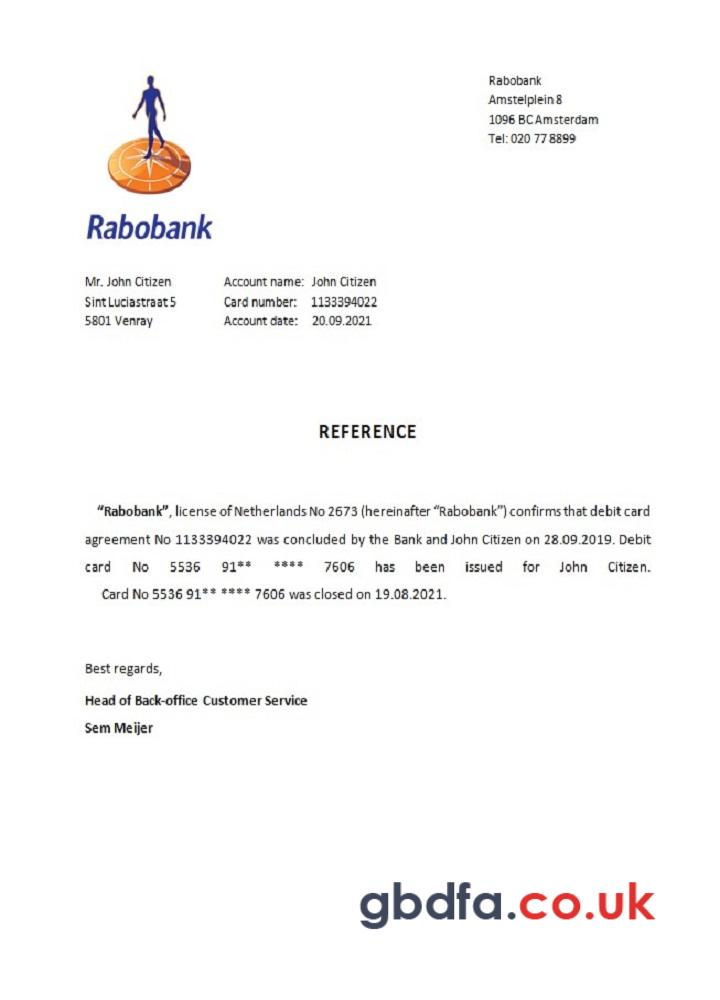 Rabobank
Amstelplein 8
1096 BC Amsterdam
Tel: 020 77 8899
Rabobank
Mr. John Citizen
Sint Luciastraat 5
5801 Venray
Account name: John Citizen
Card number: 1133394022
Account date: 20.09.2021
REFERENCE
“Rabobank”, license of Netherlands No 2673 (hereinafter “Rabobank”) confirms that debit card
agreement No 1133394022 was concluded by the Bank and John Citizen on 28.09.2019. Debit
card No 5536 91** **** 7606 has been issued for John Citizen.
Card No 5536 91** **** 7606 was closed on 19.08.2021.
Best regards,
Head of Back-office Customer Service
Sem Meijer
gbdfa.co.uk